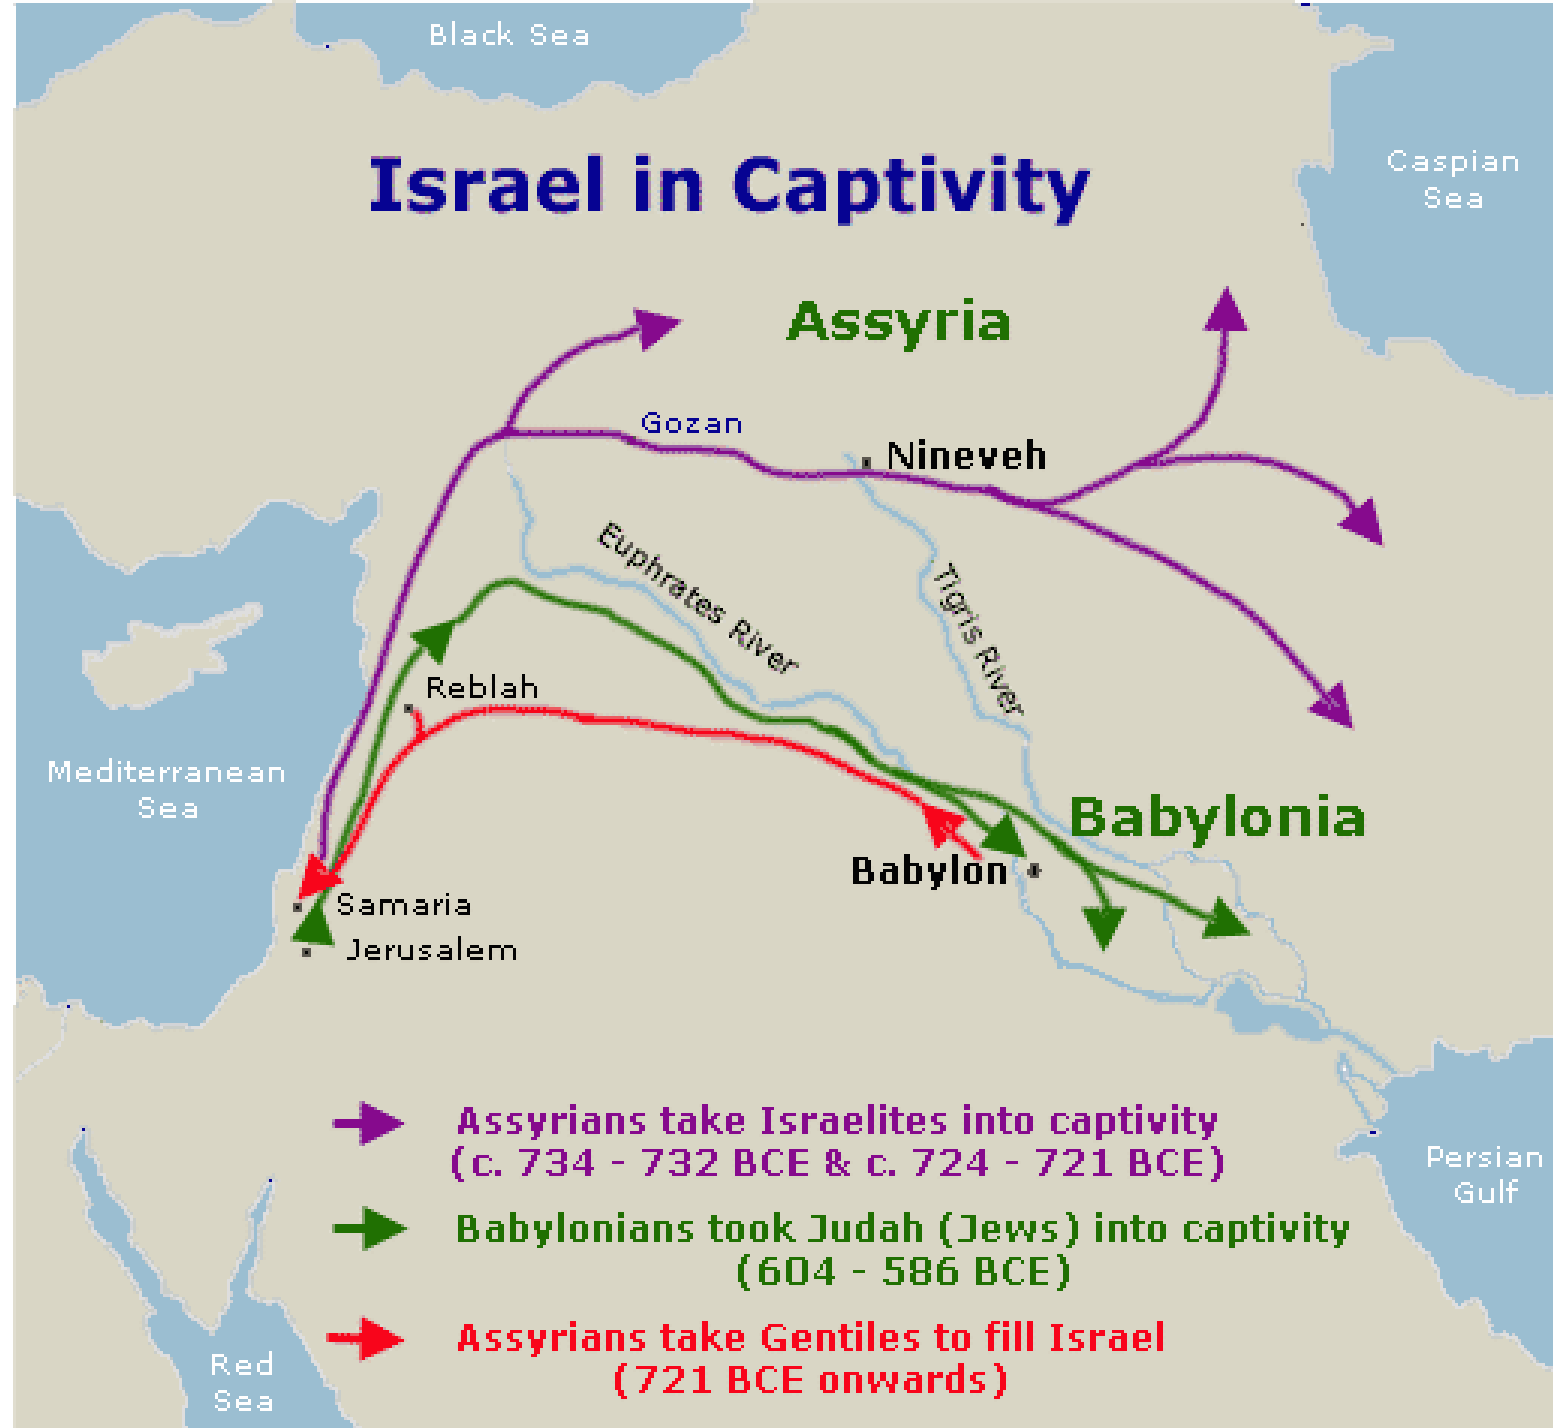 Black Sea
Caspian
Sea
Israel in Captivity
Assyria
Gozan
Nineveh
Euphrates River
Tigris River
Reblah
Mediterranean
Sea
Babylonia
Babylon
Samaria
Jerusalem
Assyrians take Israelites into captivity
(c. 734 - 732 BCE & c. 724 - 721 BCE)
Persian
Gulf
Babylonians took Judah (Jews) into captivity
(604 - 586 BCE)
Assyrians take Gentiles to fill Israel
(721 BCE onwards)
Red
Sea